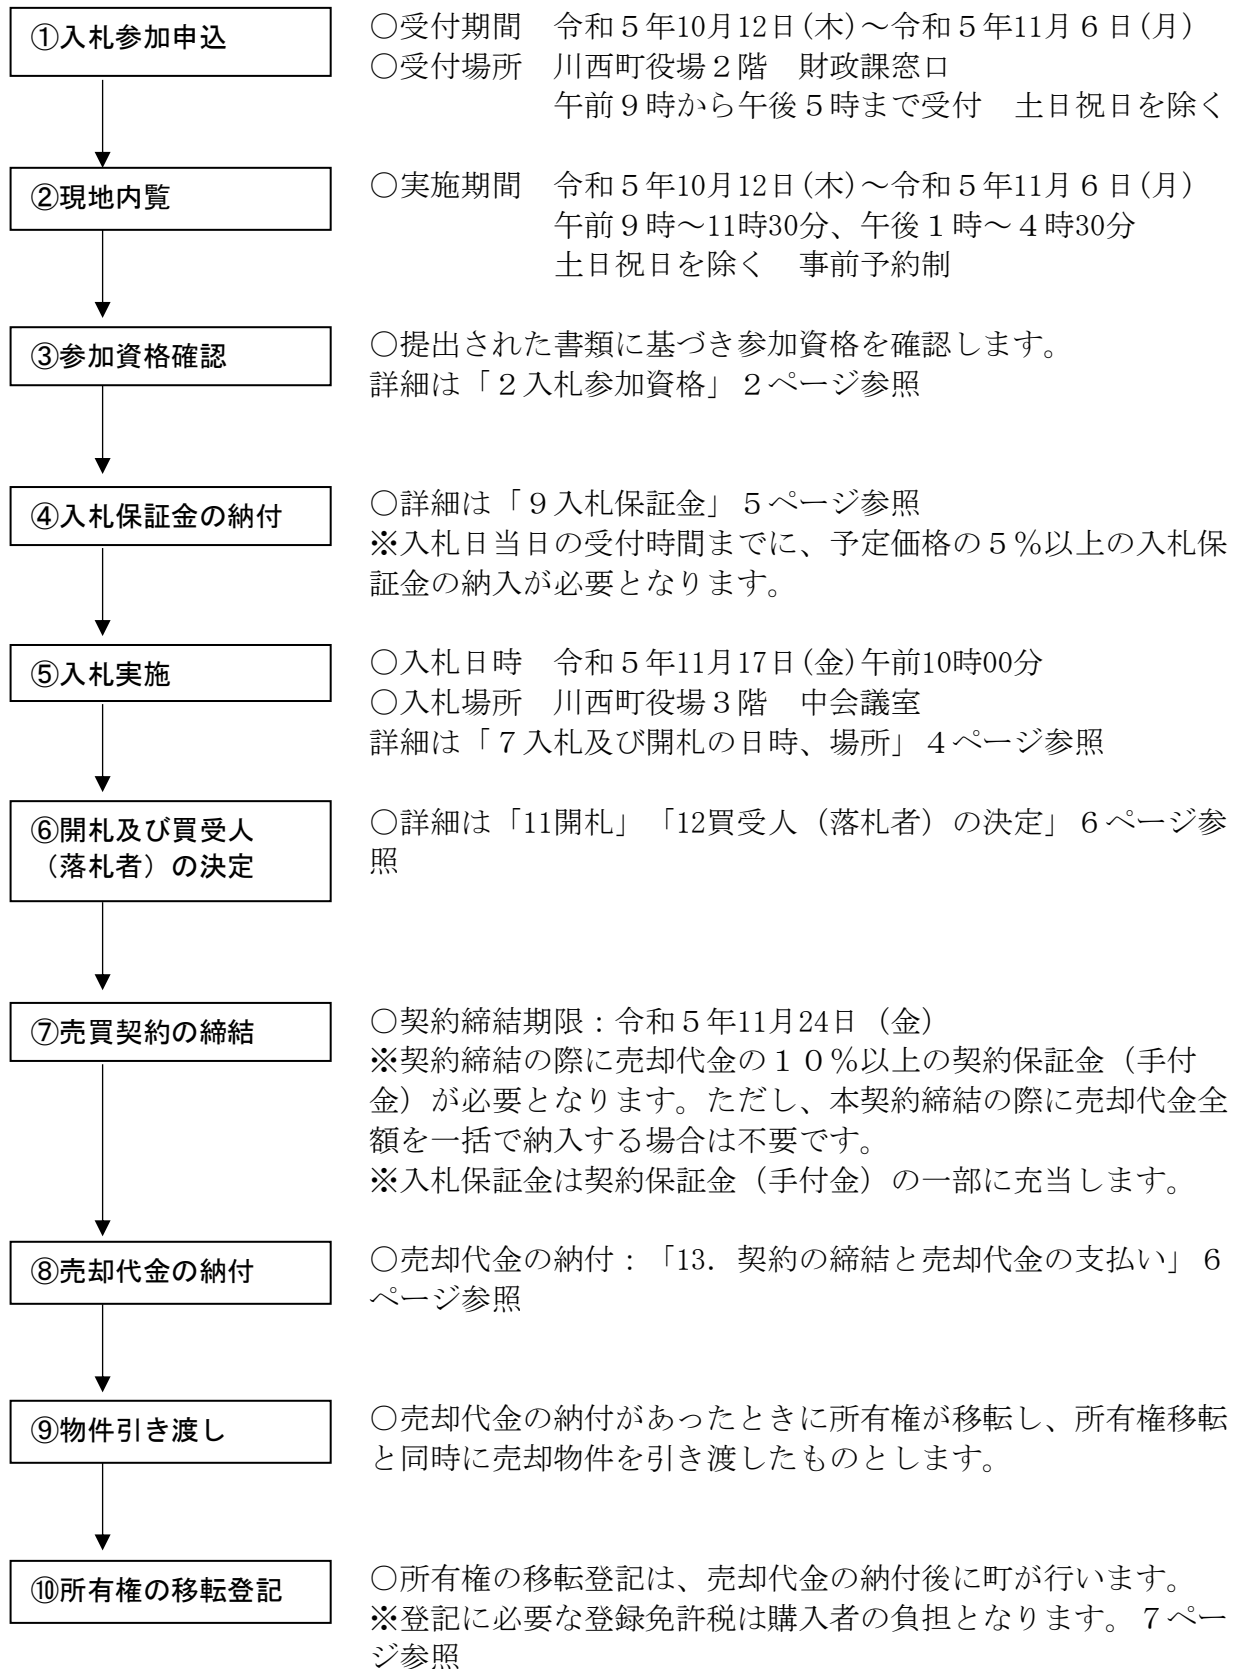 ①入札参加申込
○受付期間　令和５年10月12日(木)～令和５年11月６日(月)
○受付場所　川西町役場２階　財政課窓口
午前９時から午後５時まで受付　土日祝日を除く
②現地内覧
○実施期間　令和５年10月12日(木)～令和５年11月６日(月)
午前９時～11時30分、午後１時～４時30分
土日祝日を除く　事前予約制
③参加資格確認
○提出された書類に基づき参加資格を確認します。
詳細は「２入札参加資格」２ページ参照
④入札保証金の納付
○詳細は「９入札保証金」５ページ参照
※入札日当日の受付時間までに、予定価格の５％以上の入札保
証金の納入が必要となります。
⑤入札実施
○入札日時　令和５年11月17日(金)午前10時00分
○入札場所　川西町役場３階　中会議室
詳細は「７入札及び開札の日時、場所」４ページ参照
⑥開札及び買受人
（落札者）の決定
○詳細は「11開札」「12買受人（落札者）の決定」６ページ参
照
⑦売買契約の締結
○契約締結期限：令和５年11月24日（金）
※契約締結の際に売却代金の１０％以上の契約保証金（手付
金）が必要となります。ただし、本契約締結の際に売却代金全
額を一括で納入する場合は不要です。
※入札保証金は契約保証金（手付金）の一部に充当します。
⑧売却代金の納付
○売却代金の納付：「13．契約の締結と売却代金の支払い」６
ページ参照
⑨物件引き渡し
○売却代金の納付があったときに所有権が移転し、所有権移転
と同時に売却物件を引き渡したものとします。
⑩所有権の移転登記
○所有権の移転登記は、売却代金の納付後に町が行います。
※登記に必要な登録免許税は購入者の負担となります。７ペー
ジ参照